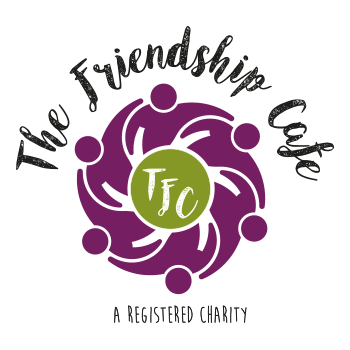 The Friendship Cafe
TFC
A REGISTERED CHARITY